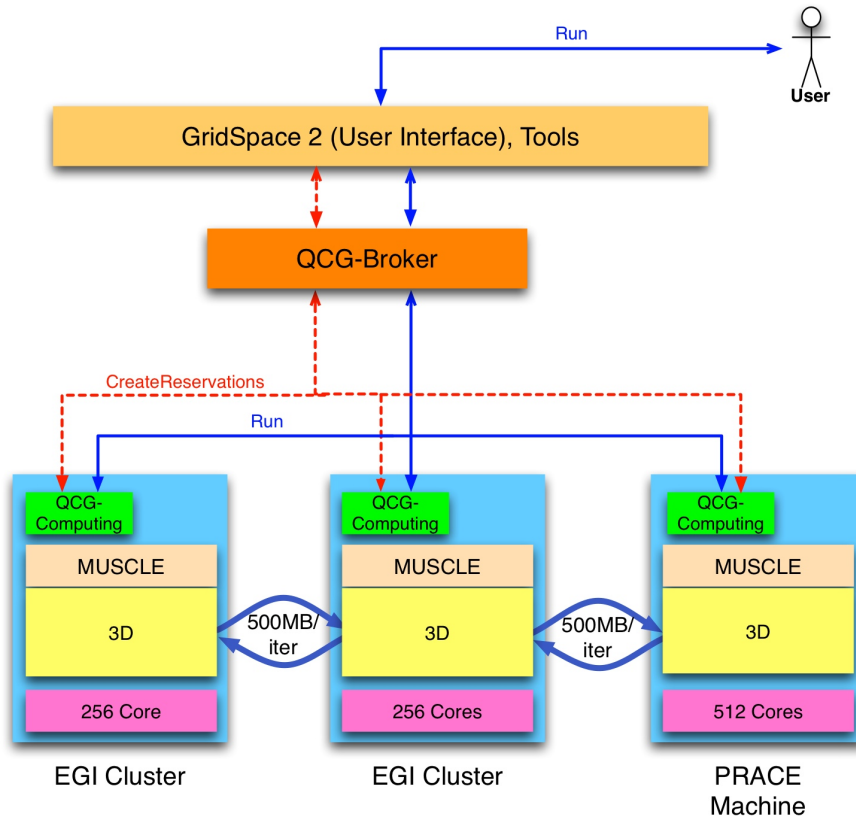 Run
User
GridSpace 2 (User Interface), Tools
QCG-Broker
CreateReservations
Run
QCG-
Computing
MUSCLE
3D
256 Core
EGI Cluster
500MB/
iter
QCG-
Computing
MUSCLE
3D
256 Cores
EGI Cluster
500MB/
iter
QCG-
Computing
MUSCLE
3D
512 Cores
PRACE
Machine